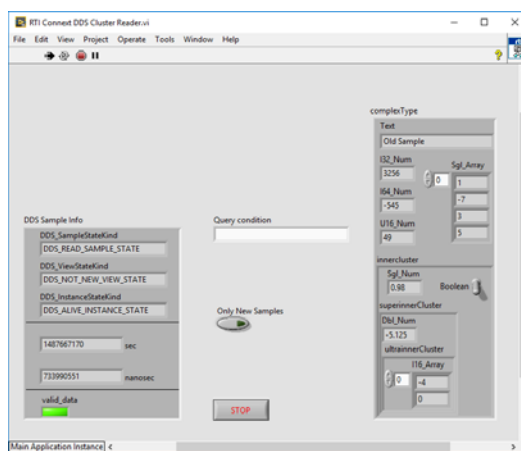 RTI Connext DDS Cluster Reader.vi
File Edit View Project Operate Tools Window Help
complexType
Text
Old Sample
I32_Num
3256
I64_Num
-545
U16_Num
49
Sgl_Array
0
1
-7
3
5
DDS Sample Info
DDS_SampleStateKind
DDS_READ_SAMPLE_STATE
DDS_ViewStateKind
DDS_NOT_NEW_VIEW_STATE
DDS_InstanceStateKind
DDS_ALIVE_INSTANCE_STATE
1487667170 sec
733990551 nanosec
valid_data
Query condition
Only New Samples
STOP
innercluster
Sgl_Num
0.98
Boolean
superinnerCluster
Dbl_Num
-5.125
ultrainnerCluster
I16_Array
0
-4
0
Main Application Instance